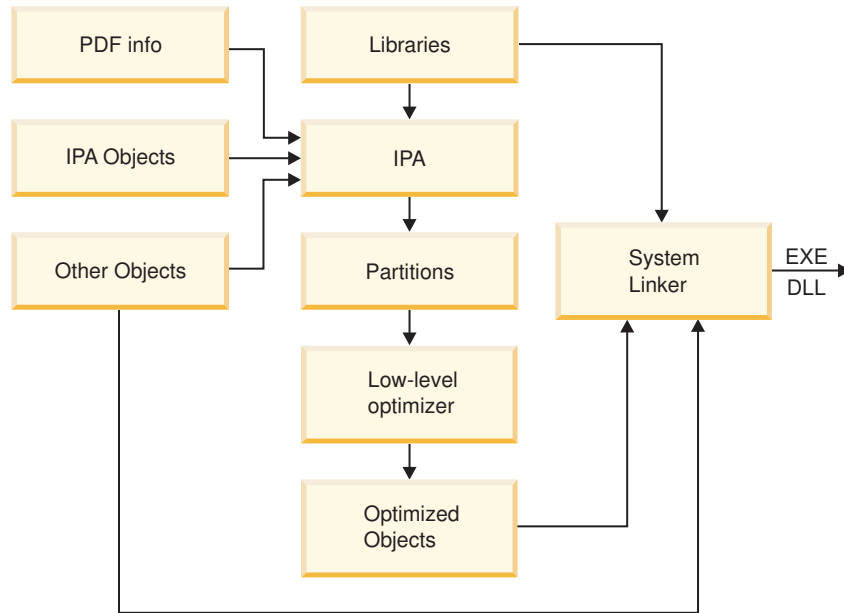 PDF info
Libraries
IPA Objects
IPA
Other Objects
Partitions
System
Linker
EXE
DLL
Low-level
optimizer
Optimized
Objects